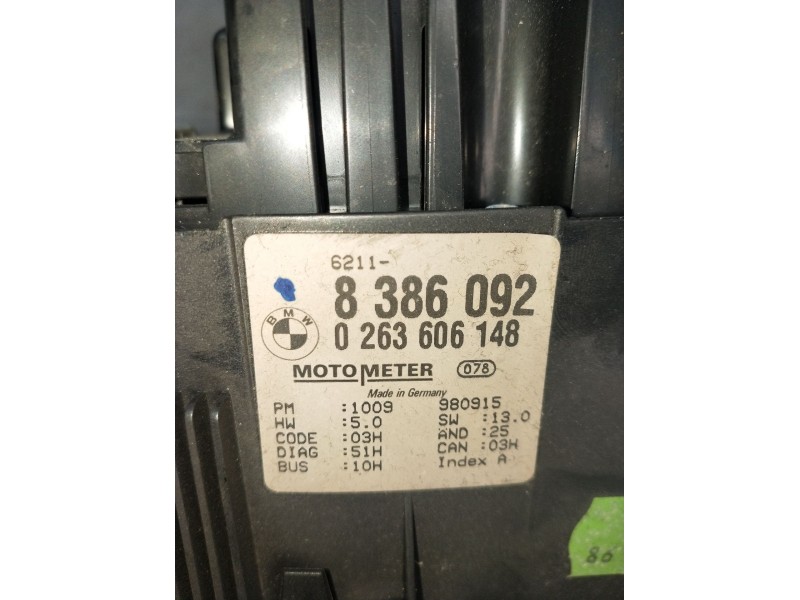 6211-
8 386 092
BMW
0 263 606 148
MOTOMETER
078
Made in Germany
PM :1009 980915
HW :5.0 SW :13.0
CODE :03H AND :25
DIAG :51H CAN :03H
BUS :10H Index A
86